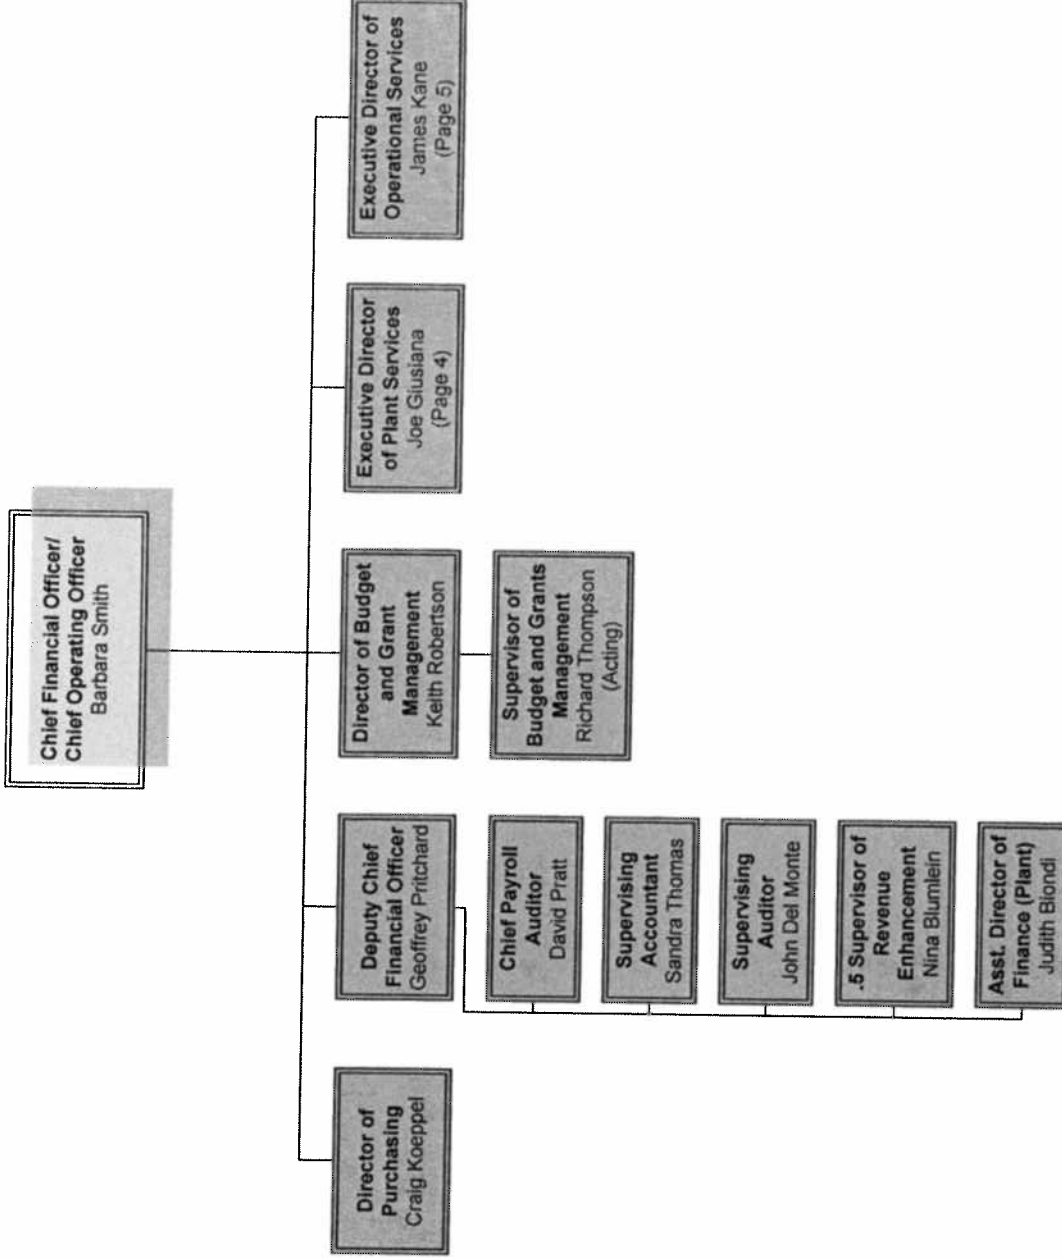 Chief Financial Officer/
Chief Operating Officer
Barbara Smith
Director of
Purchasing
Craig Koeppel
Deputy Chief
Financial Officer
Geoffrey Pritchard
Director of Budget
and Grant
Management
Keith Robertson
Executive Director
of Plant Services
Joe Giusiana
(Page 4)
Executive Director of
Operational Services
James Kane
(Page 5)
Chief Payroll
Auditor
David Pratt
Supervising
Accountant
Sandra Thomas
Supervising
Auditor
John Del Monte
.5 Supervisor of
Revenue
Enhancement
Nina Blumlein
Asst. Director of
Finance (Plant)
Judith Biondi
Supervisor of
Budget and Grants
Management
Richard Thompson
(Acting)